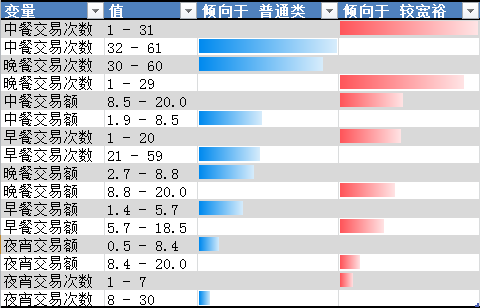 变量 值 倾向于 普通类 倾向于 较宽裕
中餐交易次数 1 - 31
中餐交易次数 32 - 61
晚餐交易次数 30 - 60
晚餐交易次数 1 - 29
中餐交易额 8.5 - 20.0
中餐交易额 1.9 - 8.5
早餐交易次数 1 - 20
早餐交易次数 21 - 59
晚餐交易额 2.7 - 8.8
晚餐交易额 8.8 - 20.0
早餐交易额 1.4 - 5.7
早餐交易额 5.7 - 18.5
夜宵交易额 0.5 - 8.4
夜宵交易额 8.4 - 20.0
夜宵交易次数 1 - 7
夜宵交易次数 8 - 30